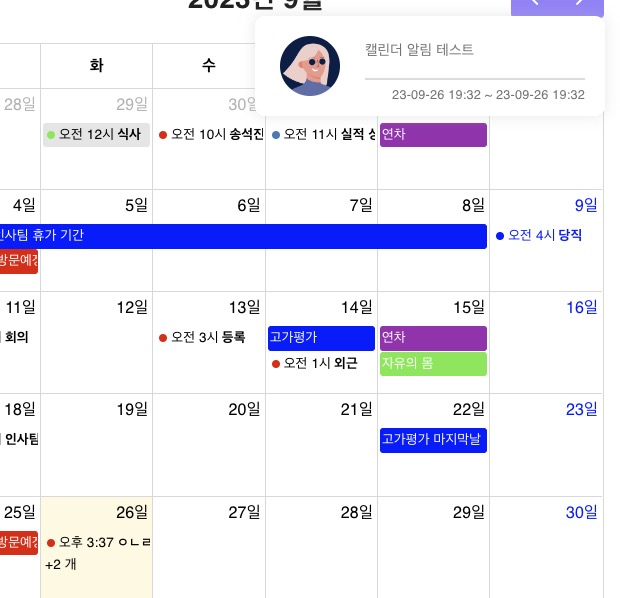 2023년 9월
캘린더 알림 테스트
23-09-26 19:32 ~ 23-09-26 19:32
화
수
28일
29일
30일
오전 12시 식사
오전 10시 송석진
오전 11시 실적
연차
4일
5일
6일
7일
8일
9일
인사팀 휴가 기간
오전 4시 당직
방문예정
11일
12일
13일
14일
15일
16일
회의
오전 3시 등록
고가평가
연차
오전 1시 외근
자유의 몸
18일
19일
20일
21일
22일
23일
인사팀
고가평가 마지막날
25일
26일
27일
28일
29일
30일
방문예정
오후 3:37 ㅇㄴㄹ
+2 개